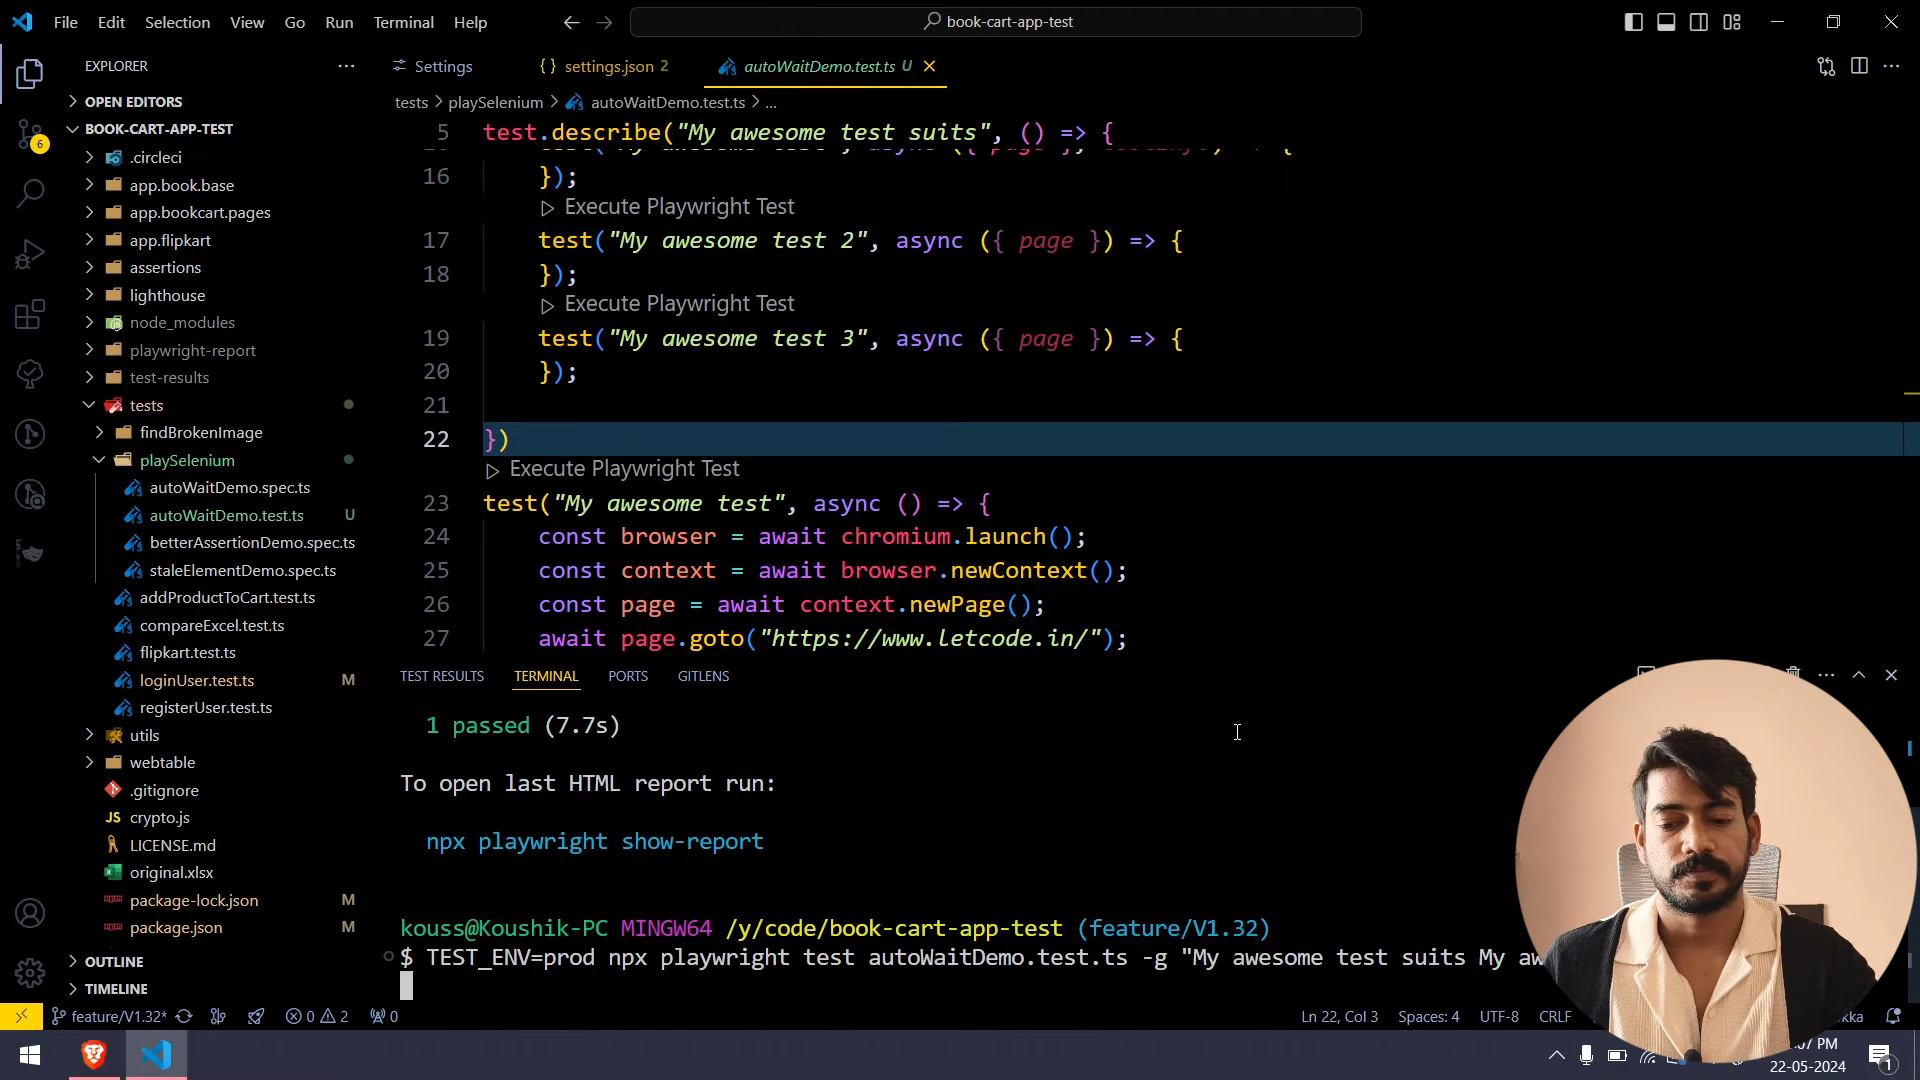 File Edit Selection View Go Run Terminal Help
book-cart-app-test
EXPLORER
OPEN EDITORS
BOOK-CART-APP-TEST
.circleci
app.book.base
app.bookcart.pages
app.flipkart
assertions
lighthouse
node_modules
playwright-report
test-results
tests
findBrokenImage
playSelenium
autoWaitDemo.spec.ts
autoWaitDemo.test.ts U
betterAssertionDemo.spec.ts
staleElementDemo.spec.ts
addProductToCart.test.ts
compareExcel.test.ts
flipkart.test.ts
loginUser.test.ts M
registerUser.test.ts
utils
webtable
.gitignore
JS crypto.js
LICENSE.md
original.xlsx
package-lock.json M
package.json M
OUTLINE
TIMELINE
6
Settings {} settings.json 2 autoWaitDemo.test.ts U
tests > playSelenium > autoWaitDemo.test.ts > ...
5 test.describe("My awesome test suits", () => {
16 });
Execute Playwright Test
17 test("My awesome test 2", async ({ page }) => {
18 });
Execute Playwright Test
19 test("My awesome test 3", async ({ page }) => {
20 });
21
22 })
Execute Playwright Test
23 test("My awesome test", async () => {
24 const browser = await chromium.launch();
25 const context = await browser.newContext();
26 const page = await context.newPage();
27 await page.goto("https://www.letcode.in/");
TEST RESULTS TERMINAL PORTS GITLENS
1 passed (7.7s)
To open last HTML report run:
npx playwright show-report
kouss@Koushik-PC MINGW64 /y/code/book-cart-app-test (feature/V1.32)
$ TEST_ENV=prod npx playwright test autoWaitDemo.test.ts -g "My awesome test suits My aw
feature/V1.32* 0 2 0 Ln 22, Col 3 Spaces: 4 UTF-8 CRLF
PM
22-05-2024
1